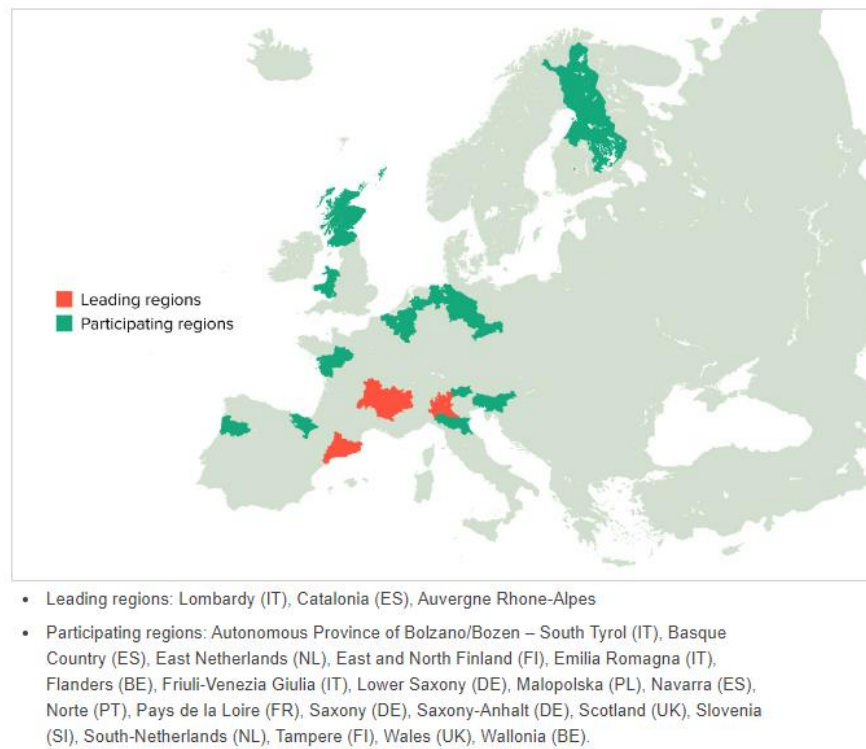 Leading regions
Participating regions
• Leading regions: Lombardy (IT), Catalonia (ES), Auvergne Rhone-Alpes
• Participating regions: Autonomous Province of Bolzano/Bozen – South Tyrol (IT), Basque
Country (ES), East Netherlands (NL), East and North Finland (FI), Emilia Romagna (IT),
Flanders (BE), Friuli-Venezia Giulia (IT), Lower Saxony (DE), Malopolska (PL), Navarra (ES),
Norte (PT), Pays de la Loire (FR), Saxony (DE), Saxony-Anhalt (DE), Scotland (UK), Slovenia
(SI), South-Netherlands (NL), Tampere (FI), Wales (UK), Wallonia (BE).